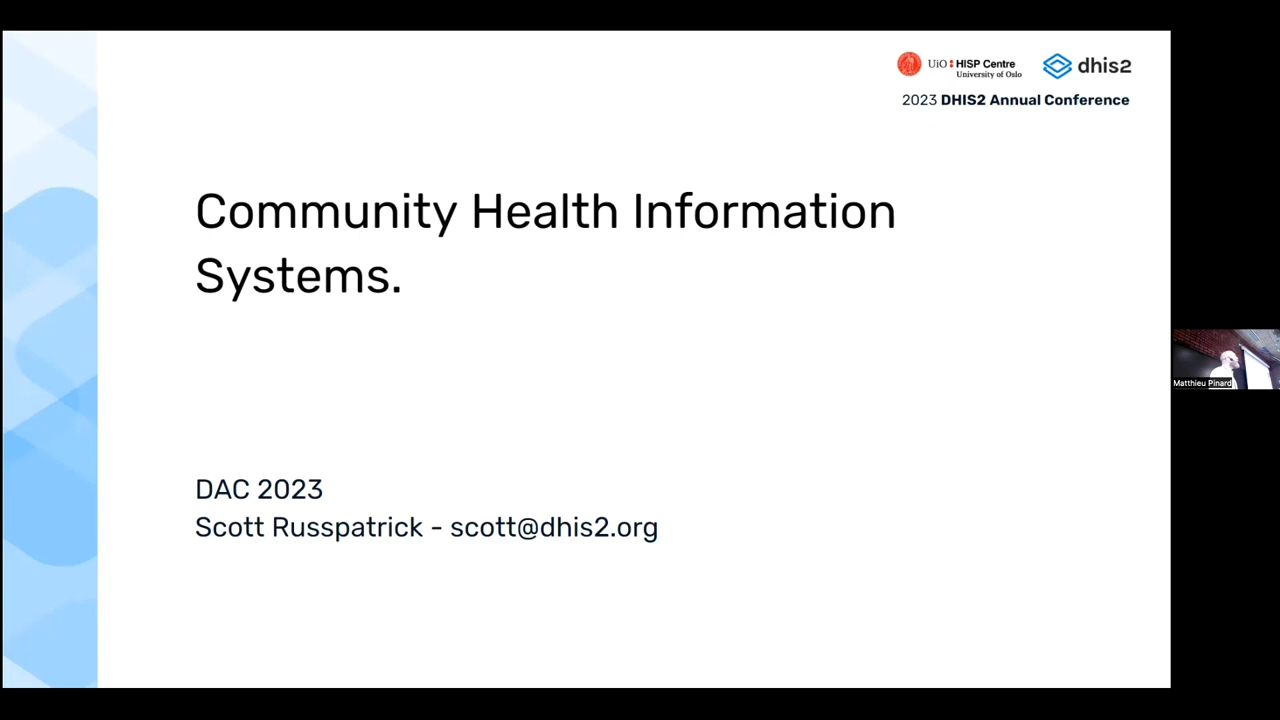 UiO HISP Centre
University of Oslo
dhis2
2023 DHIS2 Annual Conference
Community Health Information
Systems.
Matthieu Pinard
DAC 2023
Scott Russpatrick - scott@dhis2.org